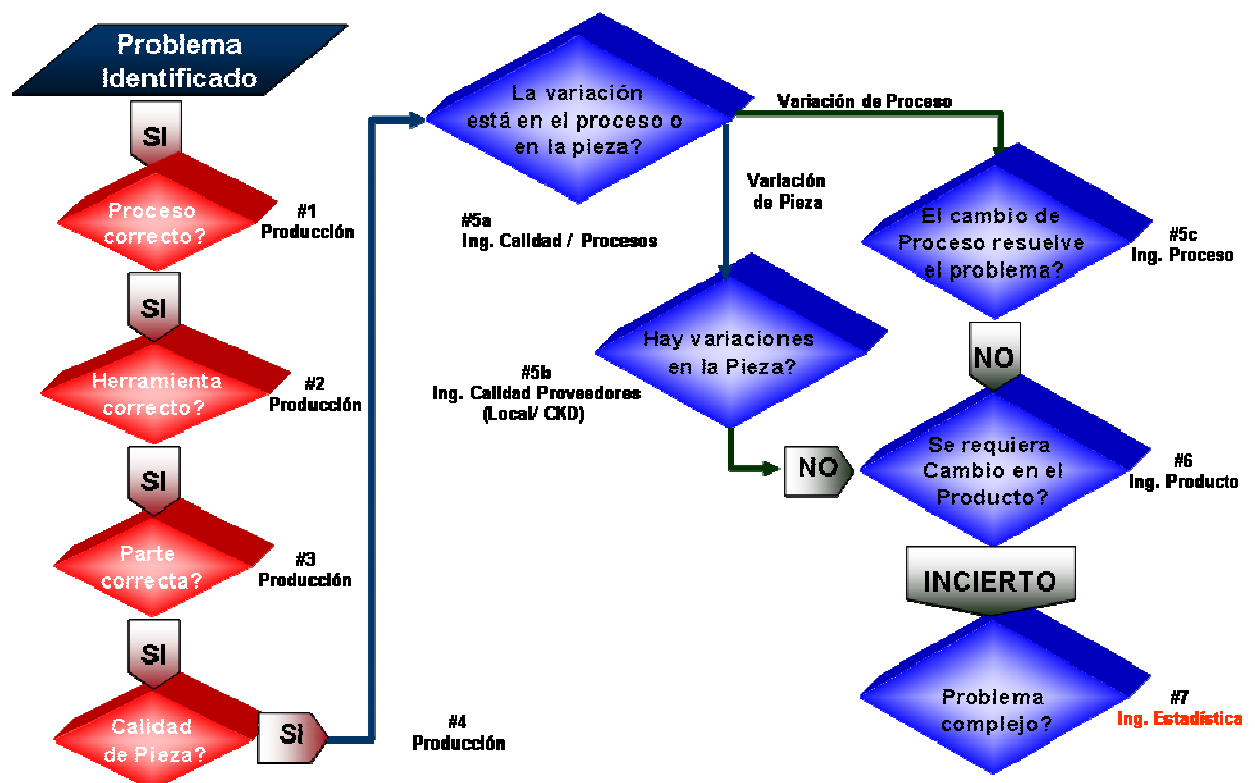 Problema
Identificado
SI
Proceso
correcto?
#1
Producción
SI
Herramienta
correcto?
#2
Producción
SI
Parte
correcta?
#3
Producción
SI
Calidad
de Pieza?
SI
#4
Producción
La variación
está en el proceso o
en la pieza?
#5a
Ing. Calidad / Procesos
Variación de Proceso
Variación
de Pieza
Hay variaciones
en la Pieza?
#5b
Ing. Calidad Proveedores
(Local/ CKD)
NO
El cambio de
Proceso resuelve
el problema?
#5c
Ing. Proceso
NO
Se requiera
Cambio en el
Producto?
#6
Ing. Producto
INCIERTO
Problema
complejo?
#7
Ing. Estadística